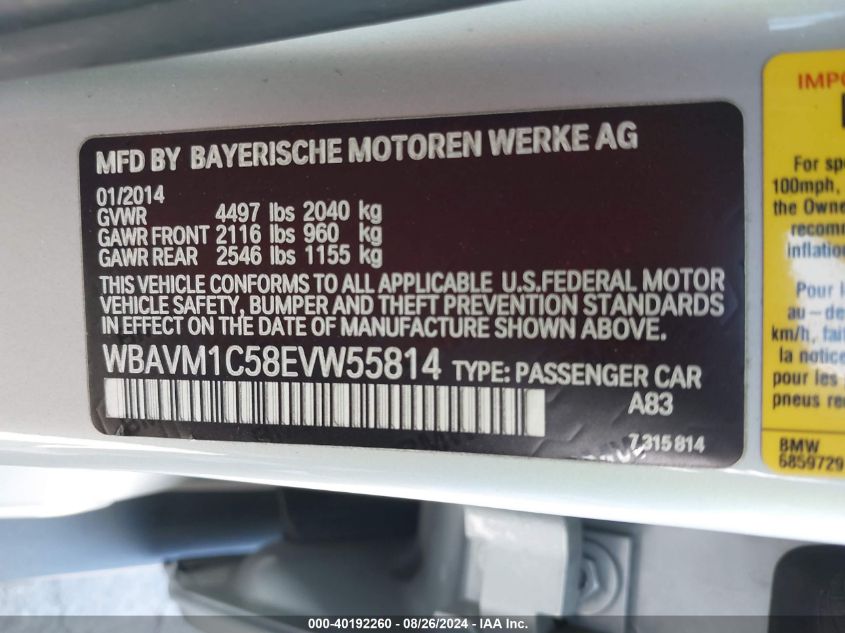 MFD BY BAYERISCHE MOTOREN WERKE AG
01/2014
GVWR 4497 lbs 2040 kg
GAWR FRONT 2116 lbs 960 kg
GAWR REAR 2546 lbs 1155 kg
THIS VEHICLE CONFORMS TO ALL APPLICABLE U.S.FEDERAL MOTOR
VEHICLE SAFETY, BUMPER AND THEFT PREVENTION STANDARDS
IN EFFECT ON THE DATE OF MANUFACTURE SHOWN ABOVE.
WBAVM1C58EVW55814 TYPE: PASSENGER CAR
A83
7 315 814
For spe
100mph,
the Owne
recomm
inflation
Pour l
au-de
km/h, fait
la notice
pour les
pneus re
BMW
6859729
000-40192260 - 08/26/2024 - IAA Inc.